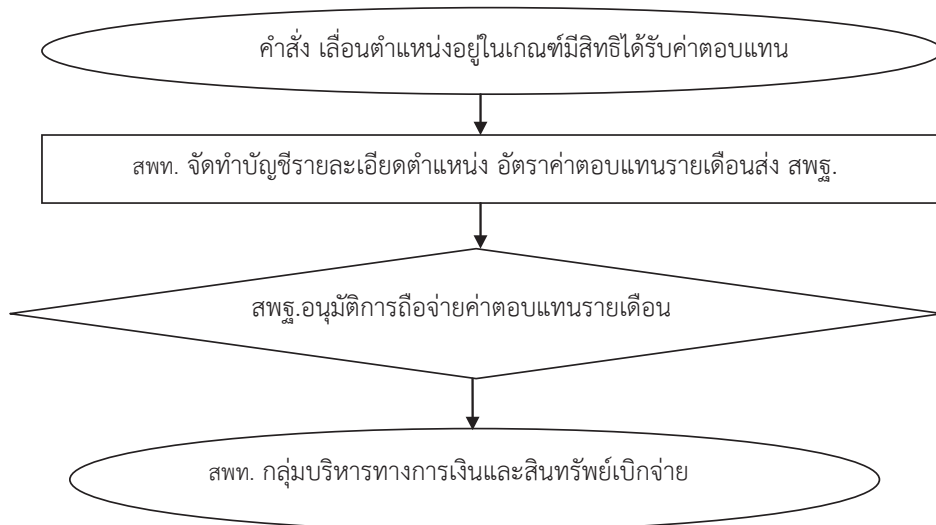 คำสั่ง เลื่อนตำแหน่งอยู่ในเกณฑ์มีสิทธิได้รับค่าตอบแทน
สพท. จัดทำบัญชีรายละเอียดตำแหน่ง อัตราค่าตอบแทนรายเดือนส่ง สพฐ.
สพฐ.อนุมัติการถือจ่ายค่าตอบแทนรายเดือน
สพท. กลุ่มบริหารทางการเงินและสินทรัพย์เบิกจ่าย